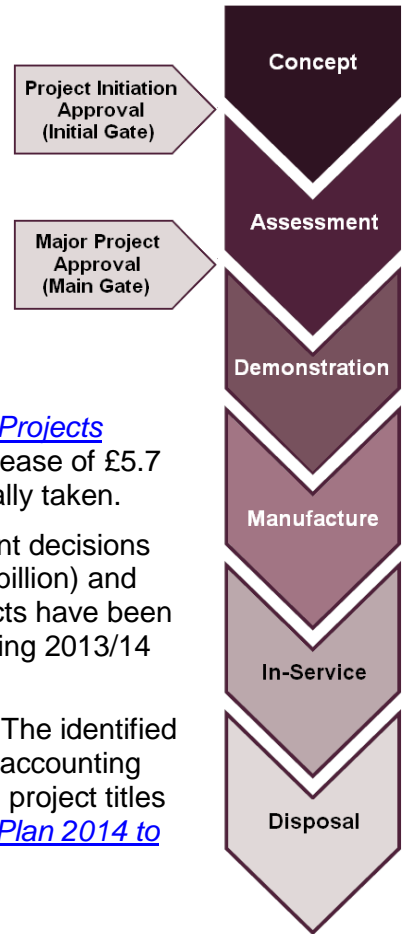 Concept
Project Initiation
Approval
(Initial Gate)
Assessment
Major Project
Approval
(Main Gate)
Demonstration
Projects
ease of £5.7
ally taken.
Manufacture
nt decisions
billion) and
cts have been
ing 2013/14
In-Service
The identified
accounting
project titles
Plan 2014 to
Disposal